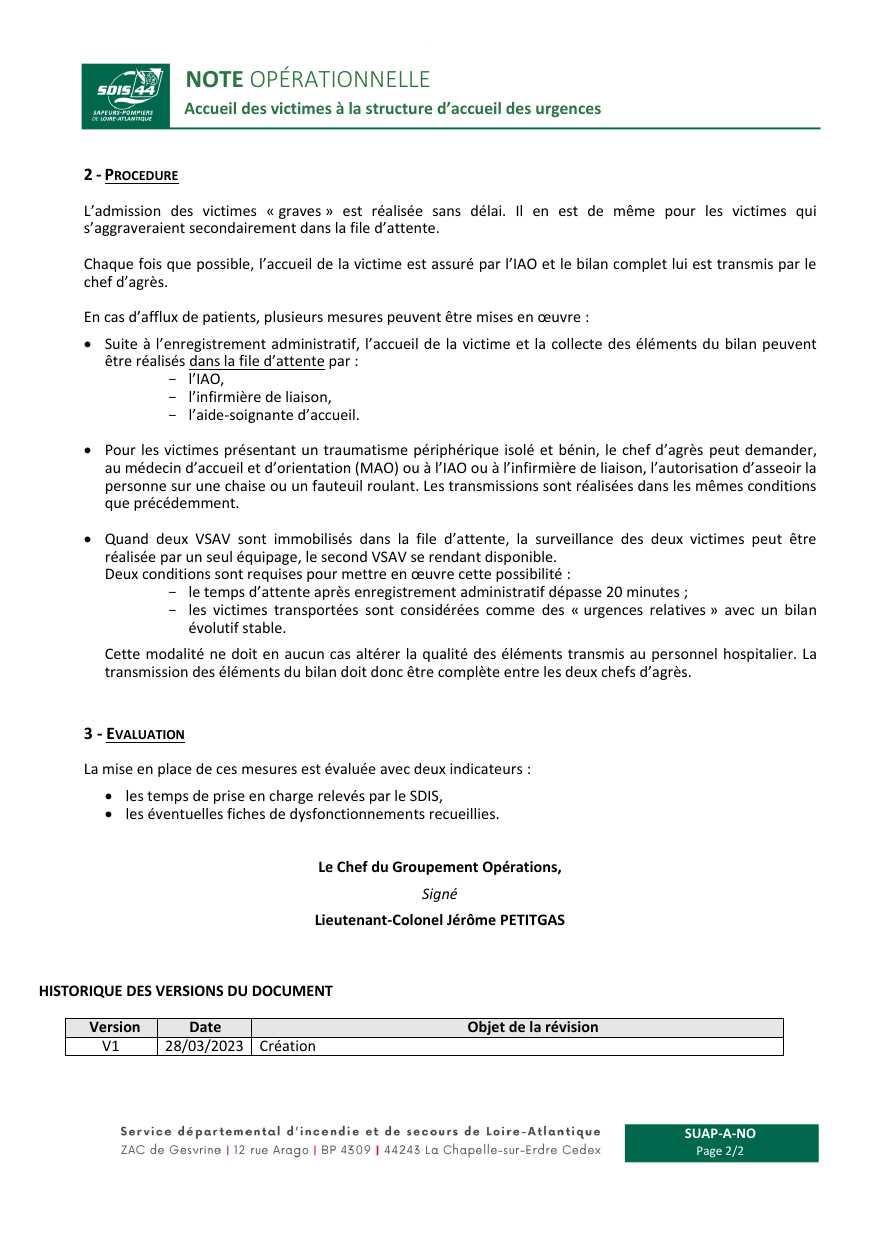 SDIS 44
SAPEURS-POMPIERS
DE LOIRE-ATLANTIQUE
NOTE OPÉRATIONNELLE
Accueil des victimes à la structure d’accueil des urgences
2 - PROCEDURE
L’admission des victimes « graves » est réalisée sans délai. Il en est de même pour les victimes qui
s’aggraveraient secondairement dans la file d’attente.
Chaque fois que possible, l’accueil de la victime est assuré par l’IAO et le bilan complet lui est transmis par le
chef d’agrès.
En cas d’afflux de patients, plusieurs mesures peuvent être mises en œuvre :
• Suite à l’enregistrement administratif, l’accueil de la victime et la collecte des éléments du bilan peuvent
être réalisés dans la file d’attente par :
− l’IAO,
− l’infirmière de liaison,
− l’aide-soignante d’accueil.
• Pour les victimes présentant un traumatisme périphérique isolé et bénin, le chef d’agrès peut demander,
au médecin d’accueil et d’orientation (MAO) ou à l’IAO ou à l’infirmière de liaison, l’autorisation d’asseoir la
personne sur une chaise ou un fauteuil roulant. Les transmissions sont réalisées dans les mêmes conditions
que précédemment.
• Quand deux VSAV sont immobilisés dans la file d’attente, la surveillance des deux victimes peut être
réalisée par un seul équipage, le second VSAV se rendant disponible.
Deux conditions sont requises pour mettre en œuvre cette possibilité :
− le temps d’attente après enregistrement administratif dépasse 20 minutes ;
− les victimes transportées sont considérées comme des « urgences relatives » avec un bilan
évolutif stable.
Cette modalité ne doit en aucun cas altérer la qualité des éléments transmis au personnel hospitalier. La
transmission des éléments du bilan doit donc être complète entre les deux chefs d’agrès.
3 - EVALUATION
La mise en place de ces mesures est évaluée avec deux indicateurs :
• les temps de prise en charge relevés par le SDIS,
• les éventuelles fiches de dysfonctionnements recueillies.
Le Chef du Groupement Opérations,
Signé
Lieutenant-Colonel Jérôme PETITGAS
HISTORIQUE DES VERSIONS DU DOCUMENT
Version Date Objet de la révision
V1 28/03/2023 Création
Service départemental d’incendie et de secours de Loire-Atlantique
ZAC de Gesvrine | 12 rue Arago | BP 4309 | 44243 La Chapelle-sur-Erdre Cedex
SUAP-A-NO
Page 2/2